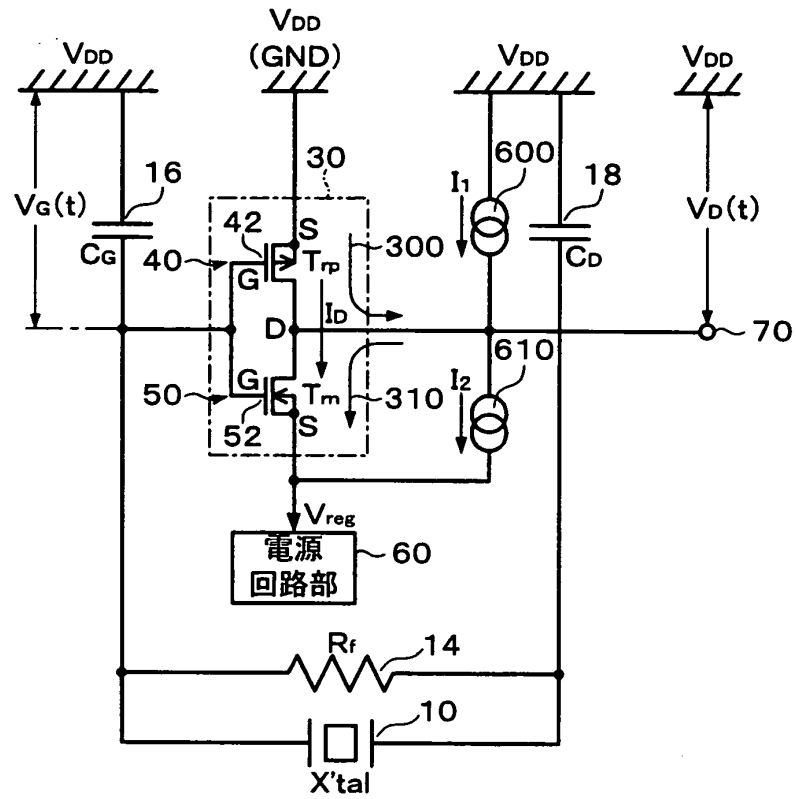 VDD
VDD
(GND)
VDD
VDD
16
30
600
18
VG(t)
I1
VD(t)
42
S
300
CG
40
G
Trp
CD
ID
D
70
610
G
50
Trn
310
I2
52
S
Vreg
電源
回路部
60
Rf
14
10
X'tal